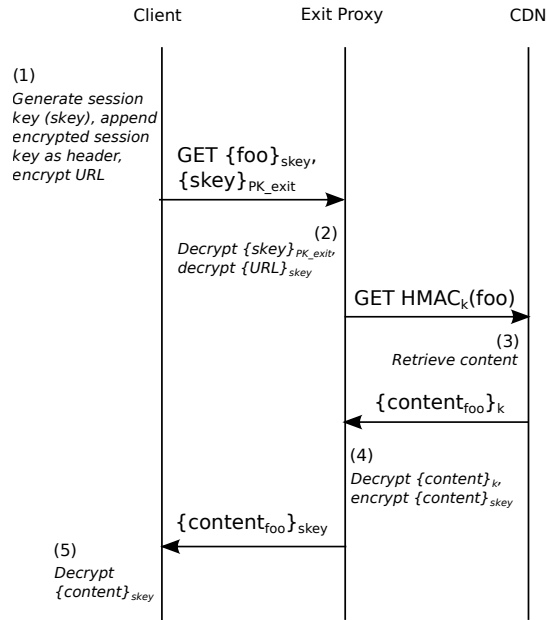 Client Exit Proxy CDN
(1)
Generate session
key (skey), append
encrypted session
key as header,
encrypt URL
GET {foo}skey,
{skey}PK_exit
(2)
Decrypt {skey}PK_exit,
decrypt {URL}skey
GET HMACk(foo)
(3)
Retrieve content
{contentfoo}k
(4)
Decrypt {content}k,
encrypt {content}skey
{contentfoo}skey
(5)
Decrypt
{content}skey